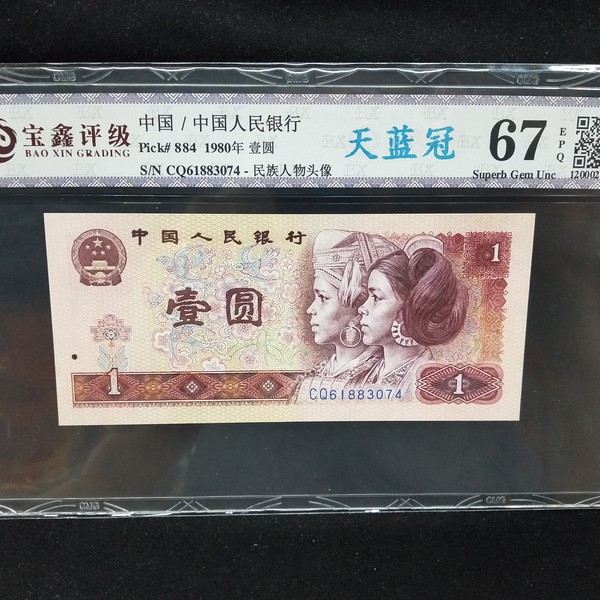 宝鑫评级
BAO XIN GRADING
中国 / 中国人民银行
Pick# 884 1980年 壹圆
S/N CQ61883074 - 民族人物头像
天蓝冠
67
EPQ
Superb Gem Unc
120002
中国人民银行
1
壹圆
1
CQ61883074
1